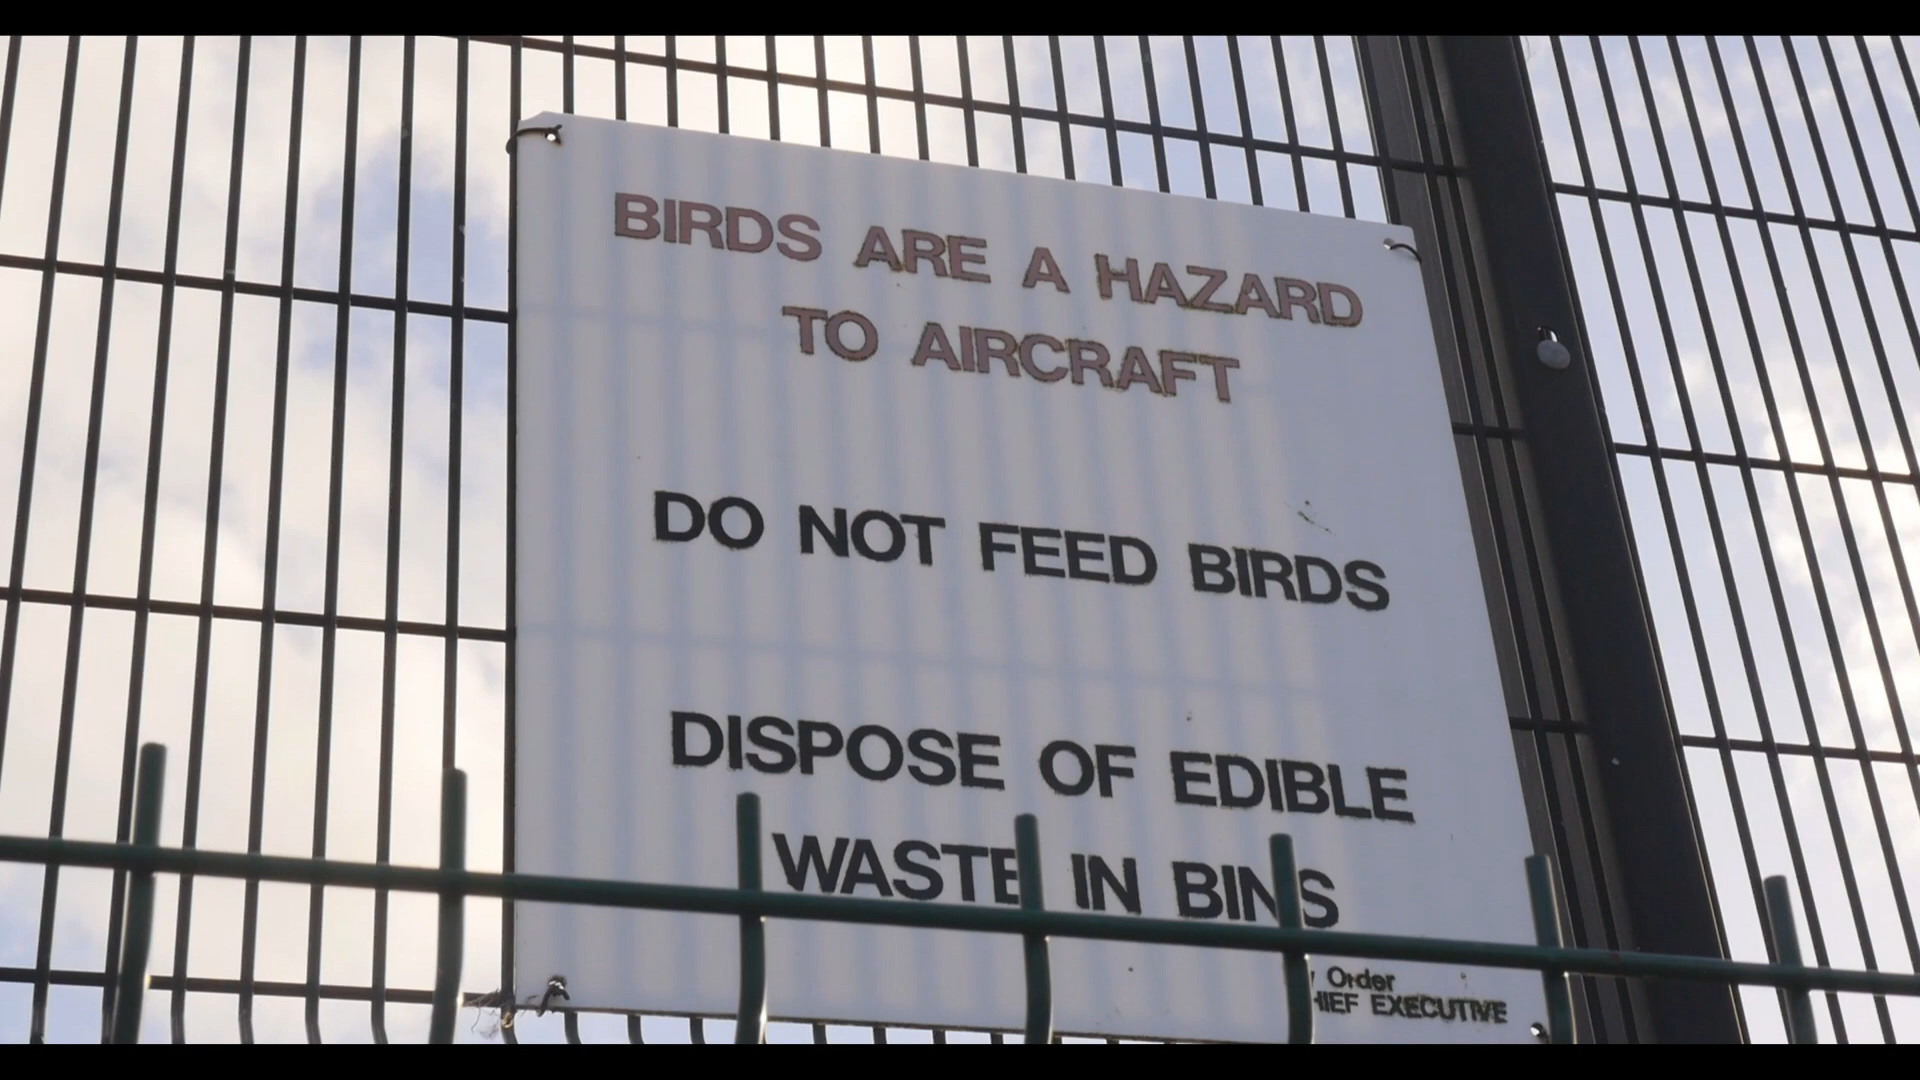 BIRDS ARE A HAZARD
TO AIRCRAFT
DO NOT FEED BIRDS
DISPOSE OF EDIBLE
WASTE IN BINS
Order
EXECUTIVE